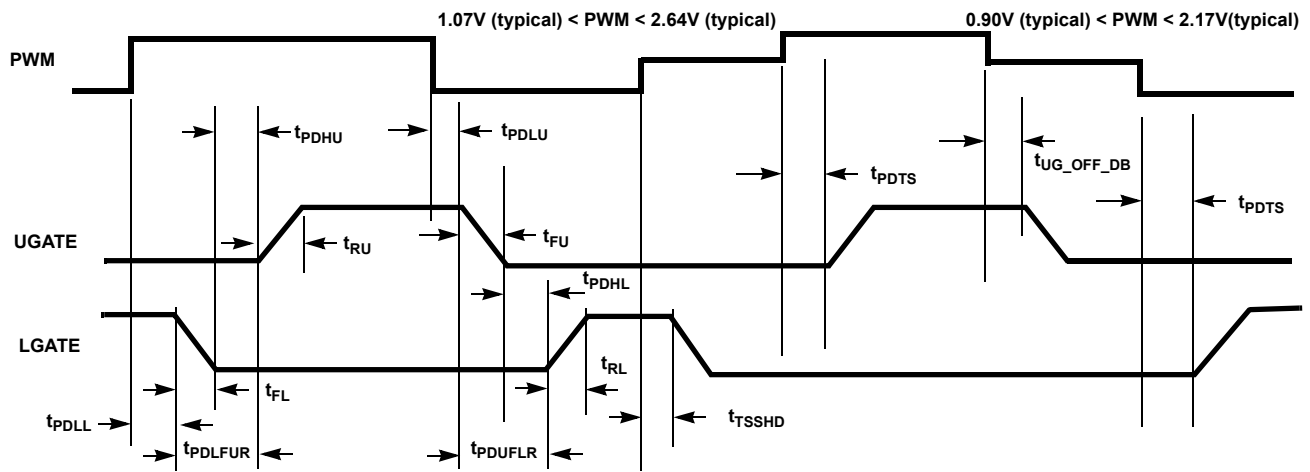 1.07V (typical) < PWM < 2.64V (typical)
0.90V (typical) < PWM < 2.17V(typical)
PWM
tPDHU
tPDLU
tPDTS
tUG_OFF_DB
tPDTS
UGATE
tRU
tFU
tPDHL
LGATE
tFL
tRL
tPDLL
tTSSHD
tPDLFUR
tPDUFLR